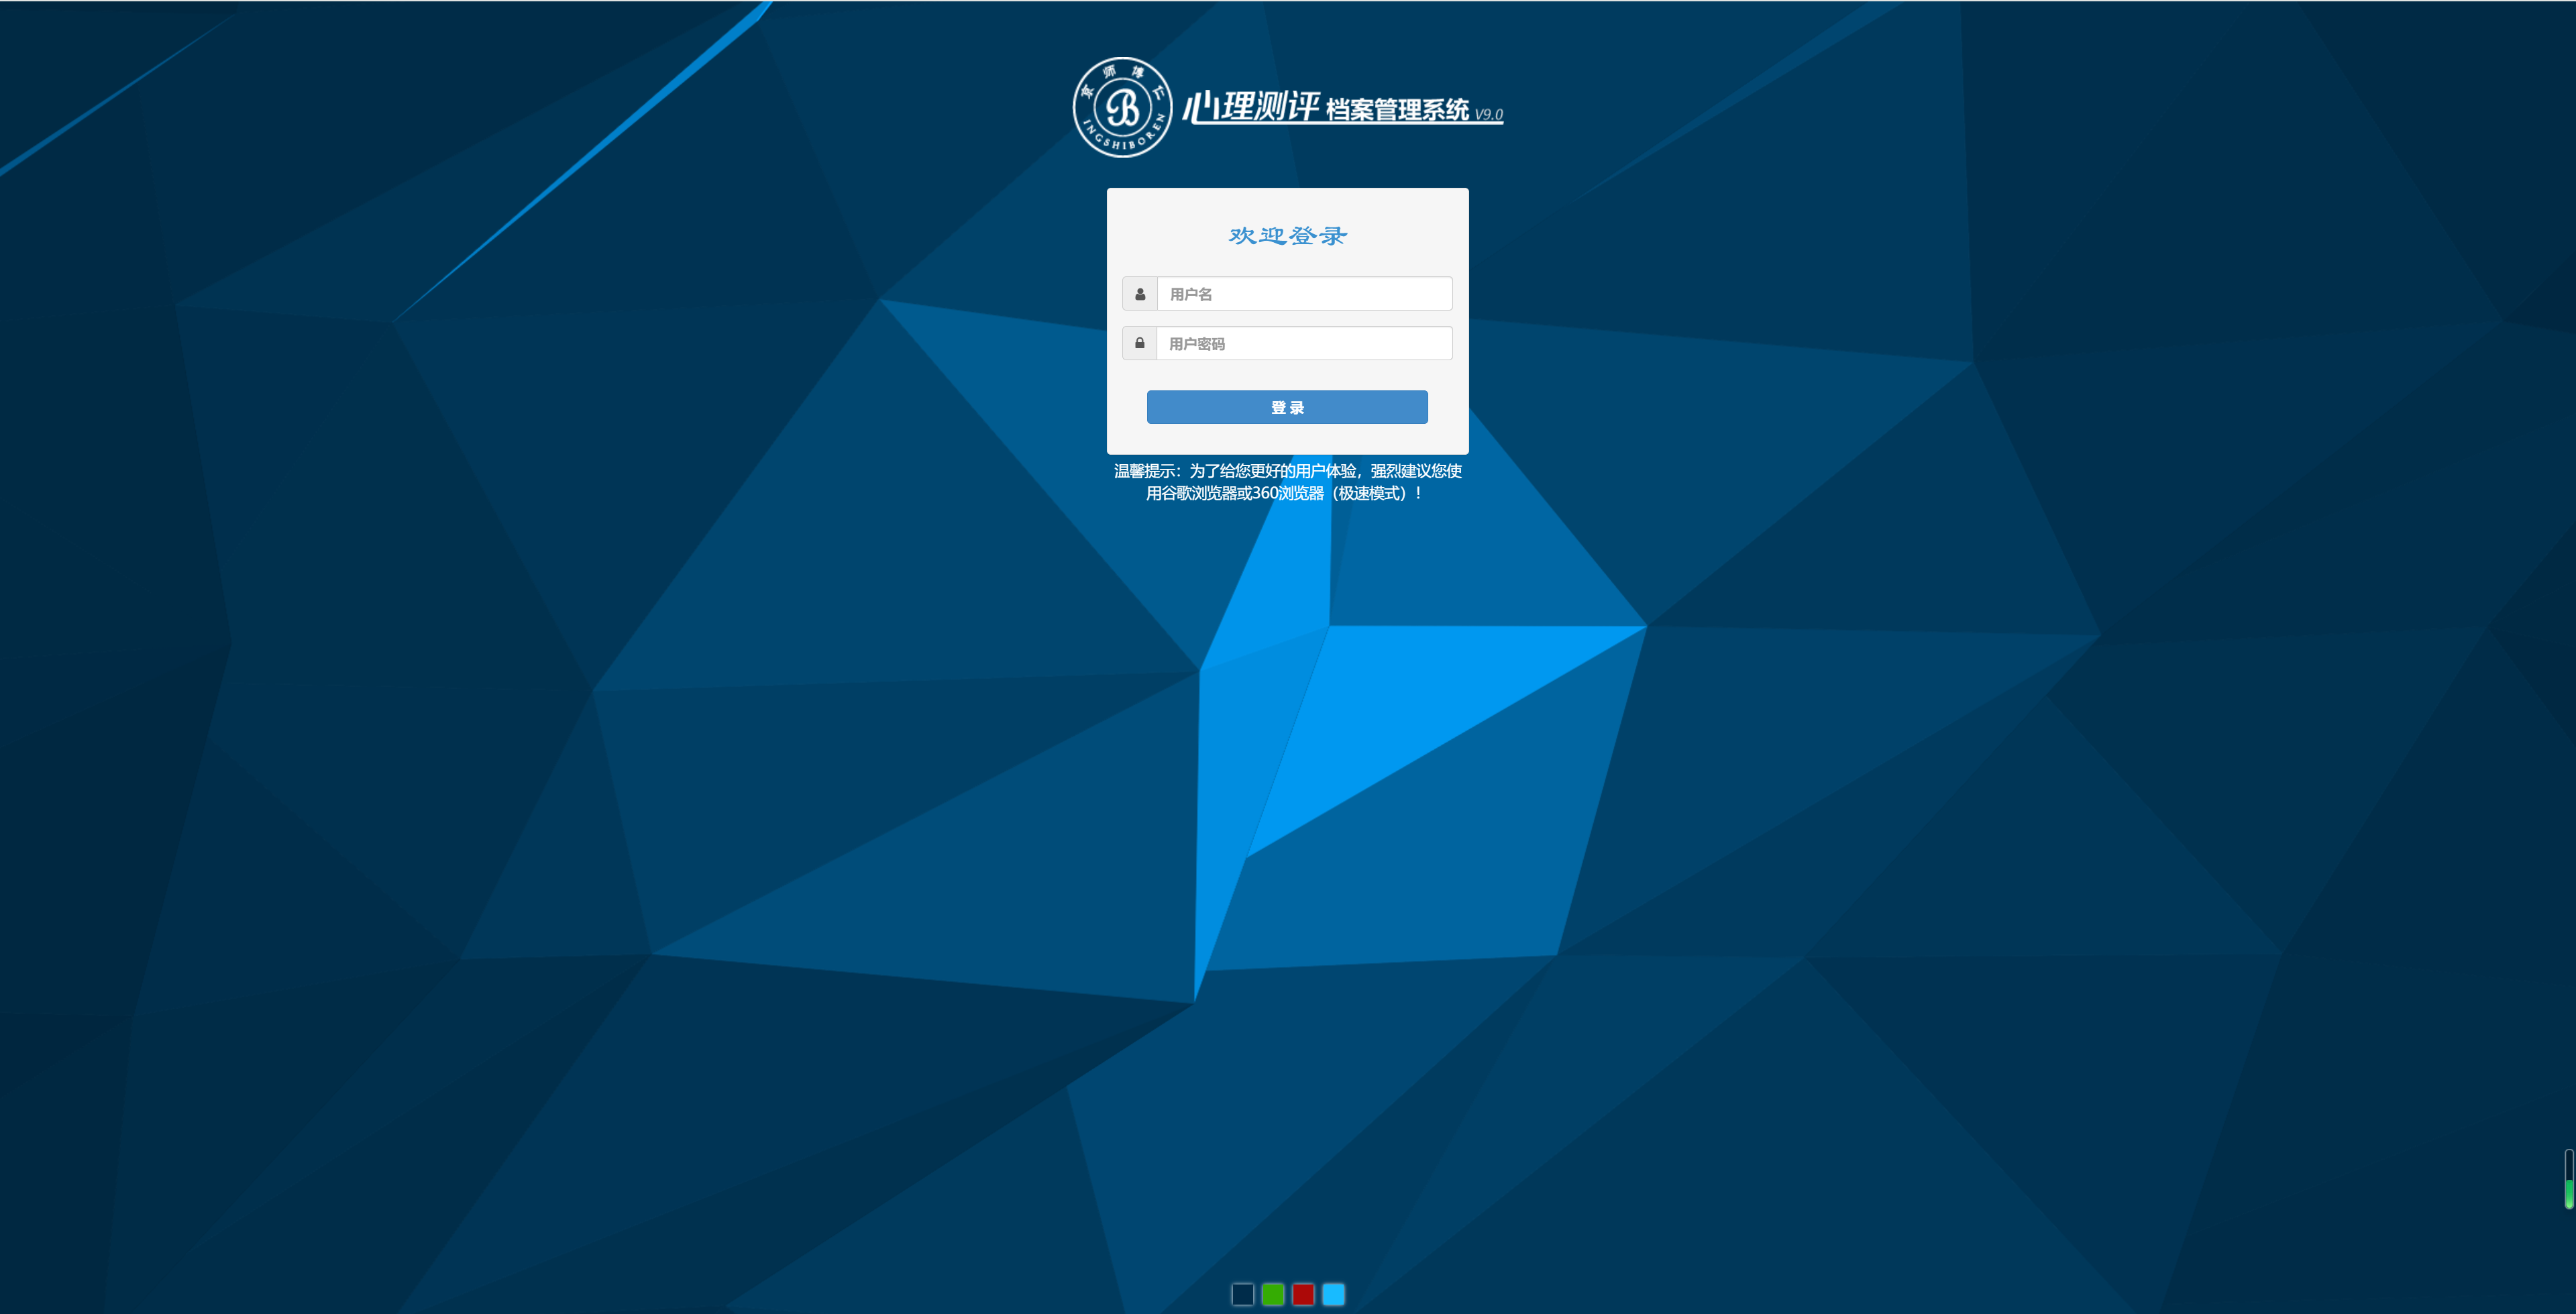 京师博仁
INGSHIBOREN
B
心理测评 档案管理系统 V9.0
欢迎登录
用户名
用户密码
登 录
温馨提示：为了给您更好的用户体验，强烈建议您使
用谷歌浏览器或360浏览器（极速模式）！